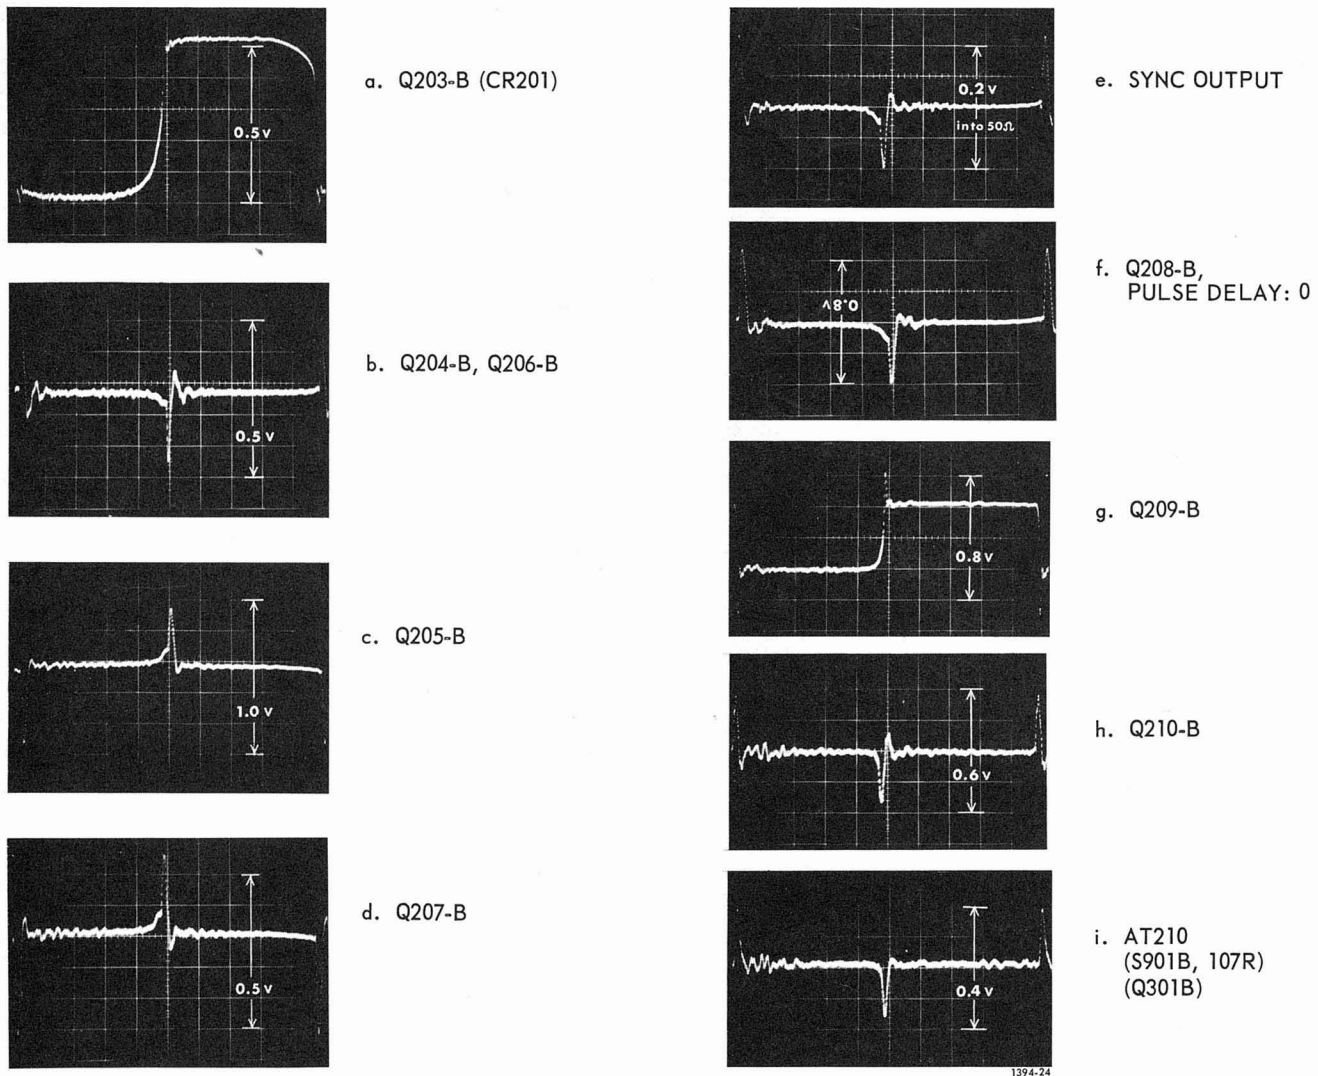 a. Q203-B (CR201)
0.5 v
b. Q204-B, Q206-B
0.5 v
c. Q205-B
1.0 v
d. Q207-B
0.5 v
e. SYNC OUTPUT
0.2 v
into 50Ω
f. Q208-B,
PULSE DELAY: 0
0.8V
g. Q209-B
0.8 v
h. Q210-B
0.6 v
i. AT210
(S901B, 107R)
(Q301B)
0.4 v
1394-24